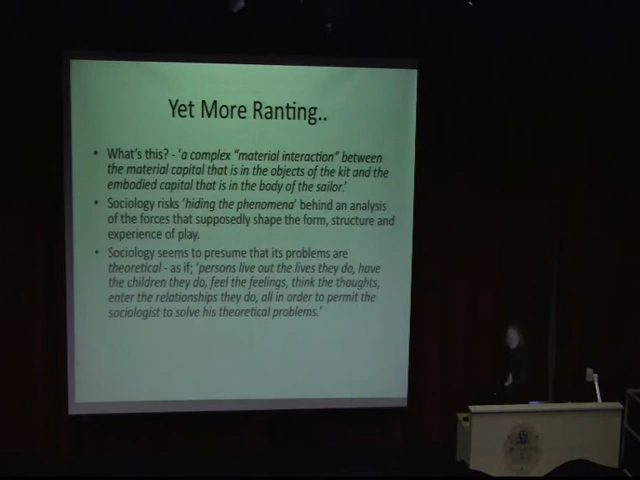 Yet More Ranting..
• What's this? - 'a complex "material interaction" between
the material capital that is in the objects of the kit and the
embodied capital that is in the body of the sailor.'
• Sociology risks 'hiding the phenomena' behind an analysis
of the forces that supposedly shape the form, structure and
experience of play.
• Sociology seems to presume that its problems are
theoretical - as if; 'persons live out the lives they do, have
the children they do, feel the feelings, think the thoughts,
enter the relationships they do, all in order to permit the
sociologist to solve his theoretical problems.'